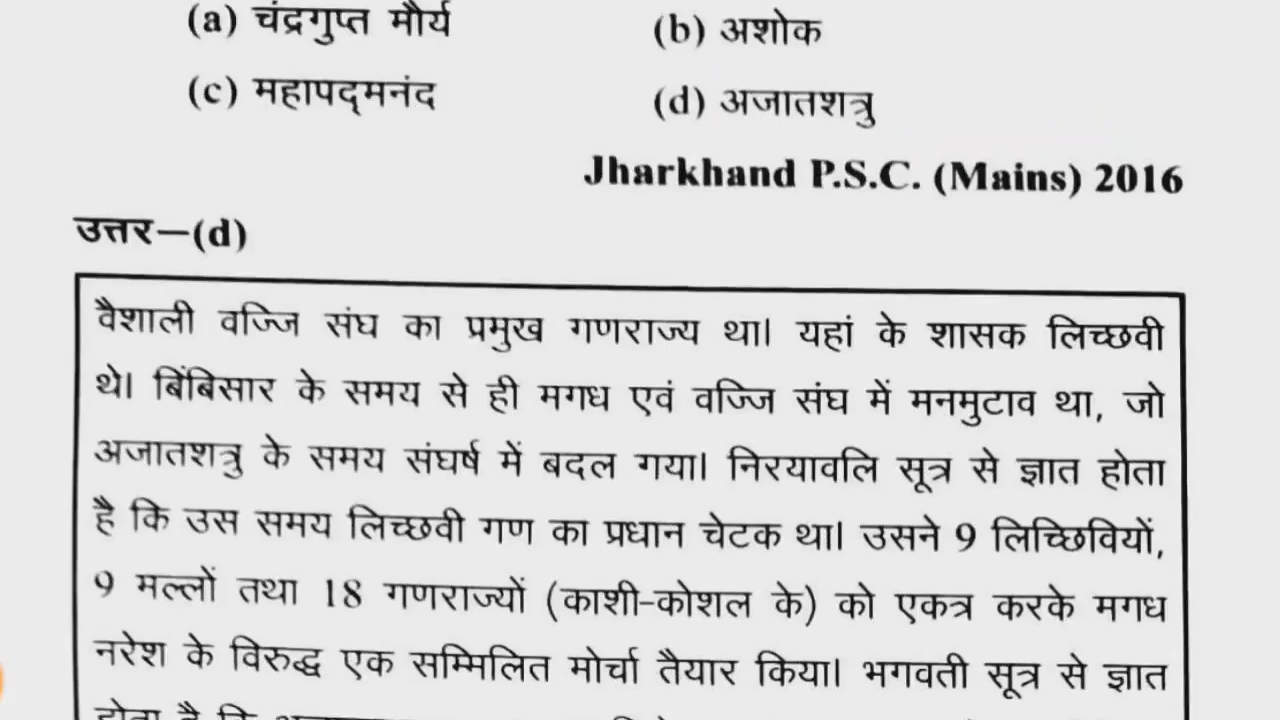 (a) चंद्रगुप्त मौर्य (b) अशोक
(c) महापद्मनंद (d) अजातशत्रु
Jharkhand P.S.C. (Mains) 2016
उत्तर—(d)
वैशाली वज्जि संघ का प्रमुख गणराज्य था। यहां के शासक लिच्छवी
थे। बिंबिसार के समय से ही मगध एवं वज्जि संघ में मनमुटाव था, जो
अजातशत्रु के समय संघर्ष में बदल गया। निरयावलि सूत्र से ज्ञात होता
है कि उस समय लिच्छवी गण का प्रधान चेटक था। उसने 9 लिच्छिवियों,
9 मल्लों तथा 18 गणराज्यों (काशी-कोशल के) को एकत्र करके मगध
नरेश के विरुद्ध एक सम्मिलित मोर्चा तैयार किया। भगवती सूत्र से ज्ञात
होता है कि